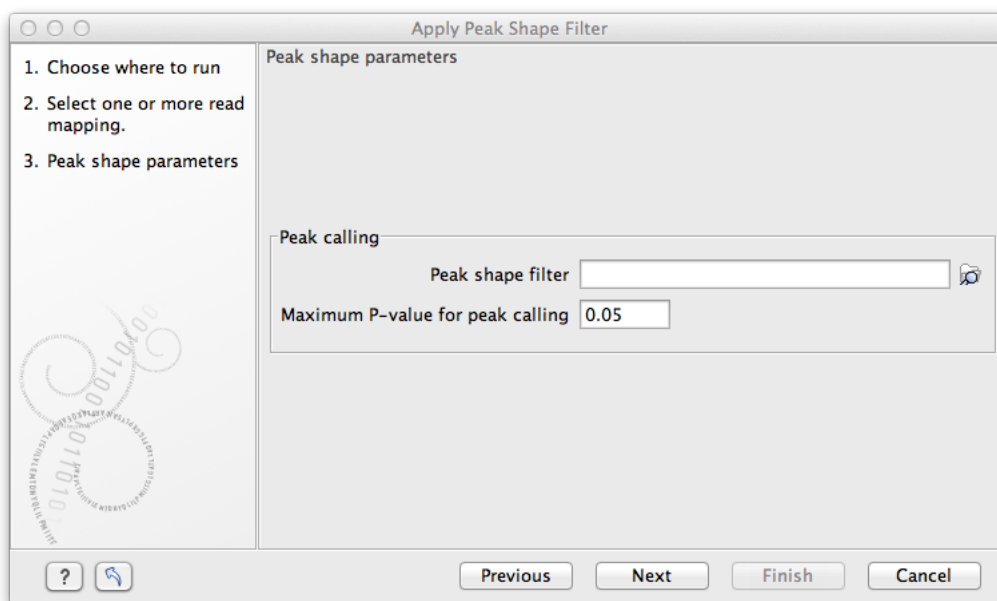 Apply Peak Shape Filter
1. Choose where to run
2. Select one or more read
mapping.
3. Peak shape parameters
Peak shape parameters
Peak calling
Peak shape filter
Maximum P-value for peak calling 0.05
? Previous Next Finish Cancel